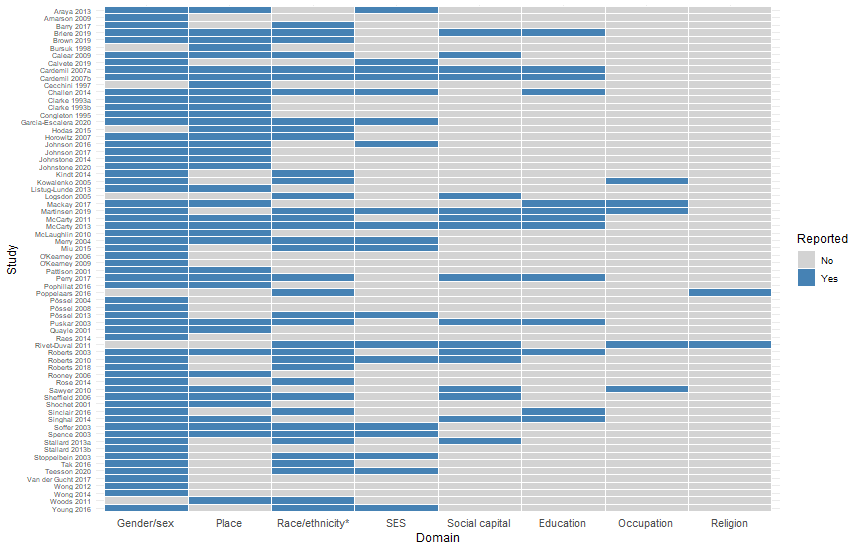 Araya 2013
Arnarson 2009
Barry 2017
Briere 2019
Brown 2019
Bursuk 1998
Calear 2009
Calvete 2019
Cardemil 2007a
Cardemil 2007b
Cecchini 1997
Challen 2014
Clarke 1993a
Clarke 1993b
Congleton 1995
Garcia-Escalera 2020
Hodas 2015
Horowitz 2007
Johnson 2016
Johnson 2017
Johnstone 2014
Johnstone 2020
Kindt 2014
Kowalenko 2005
Listug-Lunde 2013
Logsdon 2005
Mackay 2017
Martinsen 2019
McCarty 2011
McCarty 2013
McLaughlin 2010
Merry 2004
Miu 2015
O'Kearney 2006
O'Kearney 2009
Pattison 2001
Perry 2017
Pophillat 2016
Poppelaars 2016
Pössel 2004
Pössel 2008
Pössel 2013
Puskar 2003
Quayle 2001
Raes 2014
Rivet-Duval 2011
Roberts 2003
Roberts 2010
Roberts 2018
Rooney 2006
Rose 2014
Sawyer 2010
Sheffield 2006
Shochet 2001
Sinclair 2016
Singhal 2014
Soffer 2003
Spence 2003
Stallard 2013a
Stallard 2013b
Stoppelbein 2003
Tak 2016
Teesson 2020
Van der Gucht 2017
Wong 2012
Wong 2014
Woods 2011
Young 2016
Study
Gender/sex Place Race/ethnicity* SES Social capital Education Occupation Religion
Domain
Reported
No
Yes